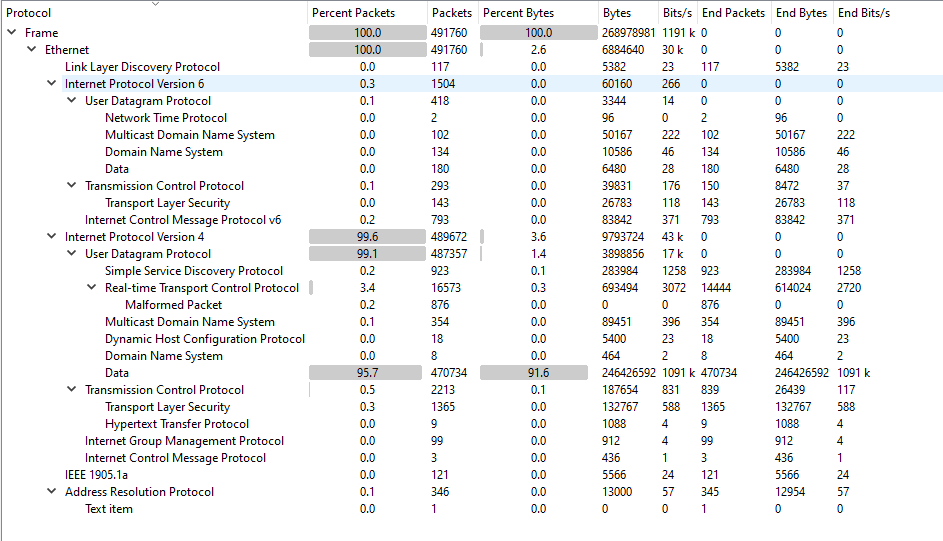 Protocol Percent Packets Packets Percent Bytes Bytes Bits/s End Packets End Bytes End Bits/s
Frame 100.0 491760 100.0 268978981 1191 k 0 0 0
Ethernet 100.0 491760 2.6 6884640 30 k 0 0 0
Link Layer Discovery Protocol 0.0 117 0.0 5382 23 117 5382 23
Internet Protocol Version 6 0.3 1504 0.0 60160 266 0 0 0
User Datagram Protocol 0.1 418 0.0 3344 14 0 0 0
Network Time Protocol 0.0 2 0.0 96 0 2 96 0
Multicast Domain Name System 0.0 102 0.0 50167 222 102 50167 222
Domain Name System 0.0 134 0.0 10586 46 134 10586 46
Data 0.0 180 0.0 6480 28 180 6480 28
Transmission Control Protocol 0.1 293 0.0 39831 176 150 8472 37
Transport Layer Security 0.0 143 0.0 26783 118 143 26783 118
Internet Control Message Protocol v6 0.2 793 0.0 83842 371 793 83842 371
Internet Protocol Version 4 99.6 489672 3.6 9793724 43 k 0 0 0
User Datagram Protocol 99.1 487357 1.4 3898856 17 k 0 0 0
Simple Service Discovery Protocol 0.2 923 0.1 283984 1258 923 283984 1258
Real-time Transport Control Protocol 3.4 16573 0.3 693494 3072 14444 614024 2720
Malformed Packet 0.2 876 0.0 0 0 876 0 0
Multicast Domain Name System 0.1 354 0.0 89451 396 354 89451 396
Dynamic Host Configuration Protocol 0.0 18 0.0 5400 23 18 5400 23
Domain Name System 0.0 8 0.0 464 2 8 464 2
Data 95.7 470734 91.6 246426592 1091 k 470734 246426592 1091 k
Transmission Control Protocol 0.5 2213 0.1 187654 831 839 26439 117
Transport Layer Security 0.3 1365 0.0 132767 588 1365 132767 588
Hypertext Transfer Protocol 0.0 9 0.0 1088 4 9 1088 4
Internet Group Management Protocol 0.0 99 0.0 912 4 99 912 4
Internet Control Message Protocol 0.0 3 0.0 436 1 3 436 1
IEEE 1905.1a 0.0 121 0.0 5566 24 121 5566 24
Address Resolution Protocol 0.1 346 0.0 13000 57 345 12954 57
Text item 0.0 1 0.0 0 0 1 0 0